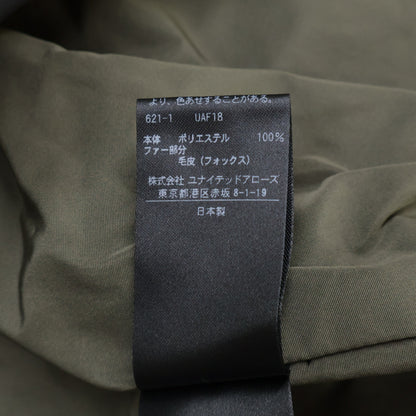 より、色あせすることがある。
621-1 UAF18
本体 ポリエステル 100%
ファー部分
毛皮（フォックス）
株式会社 ユナイテッドアローズ
東京都港区赤坂 8-1-19
日本製